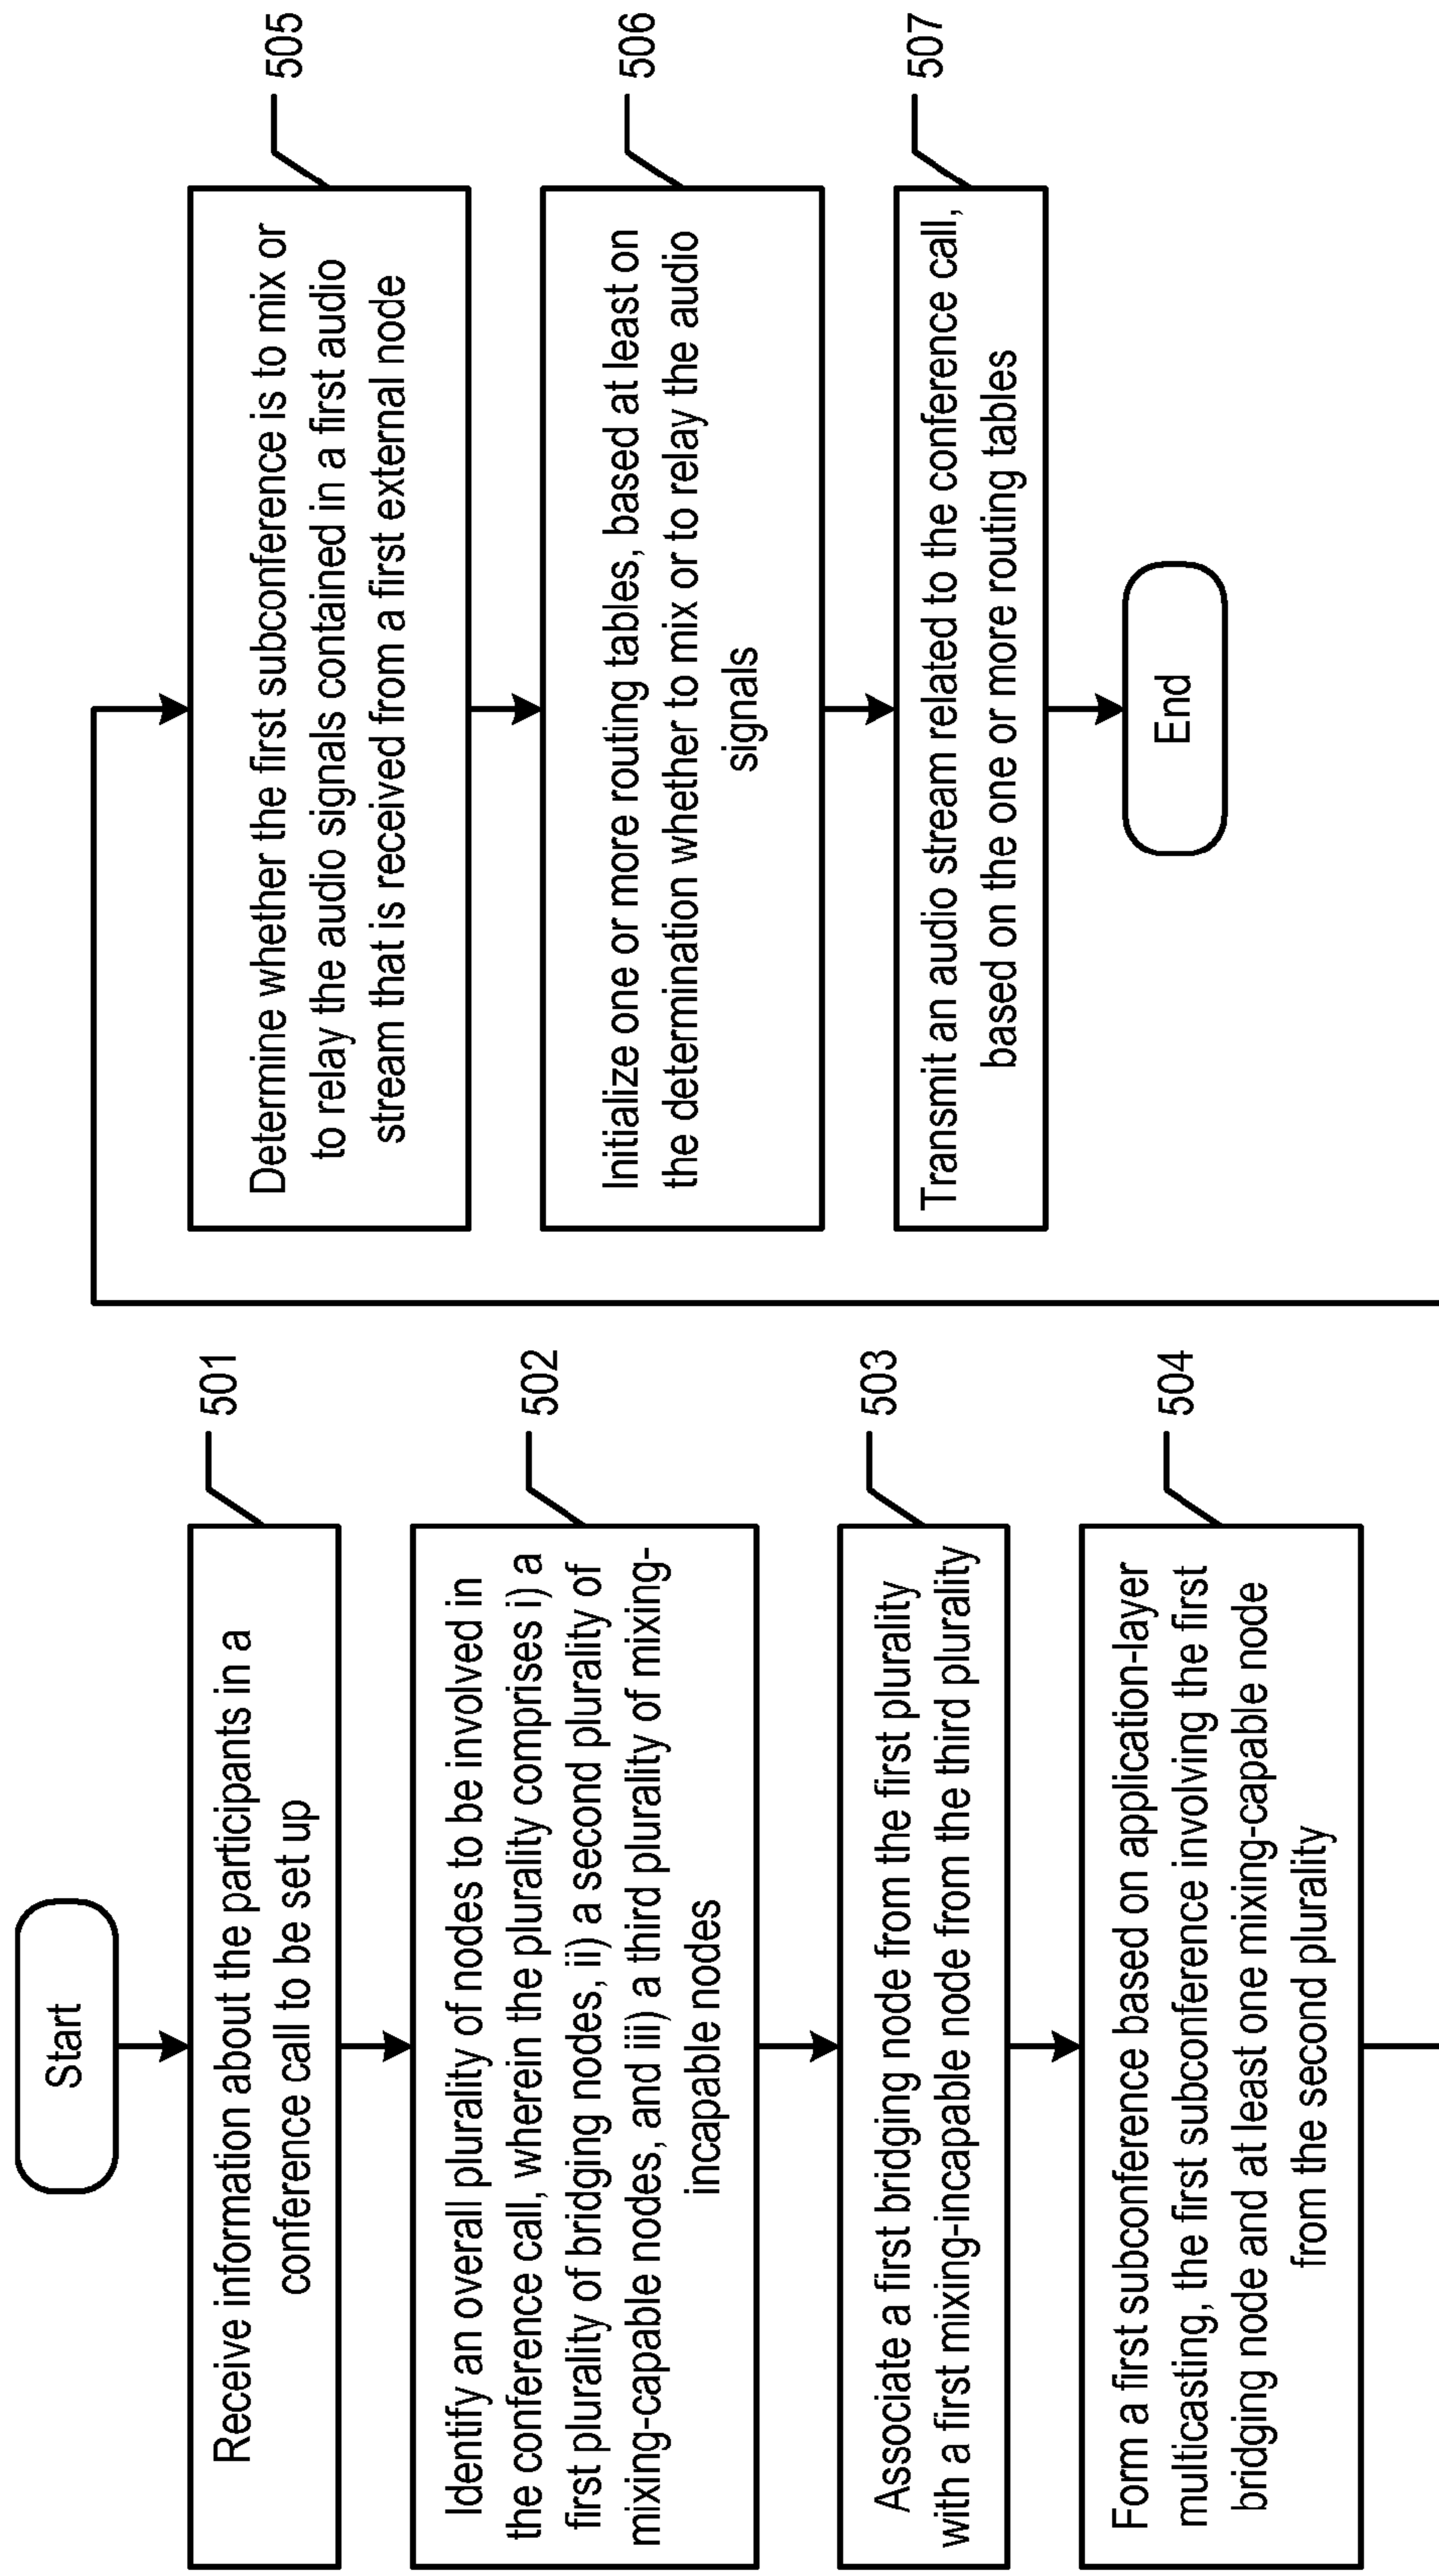 Start
501
Receive information about the participants in a
conference call to be set up
502
Identify an overall plurality of nodes to be involved in
the conference call, wherein the plurality comprises i) a
first plurality of bridging nodes, ii) a second plurality of
mixing-capable nodes, and iii) a third plurality of mixing-
incapable nodes
503
Associate a first bridging node from the first plurality
with a first mixing-incapable node from the third plurality
504
Form a first subconference based on application-layer
multicasting, the first subconference involving the first
bridging node and at least one mixing-capable node
from the second plurality
505
Determine whether the first subconference is to mix or
to relay the audio signals contained in a first audio
stream that is received from a first external node
506
Initialize one or more routing tables, based at least on
the determination whether to mix or to relay the audio
signals
507
Transmit an audio stream related to the conference call,
based on the one or more routing tables
End